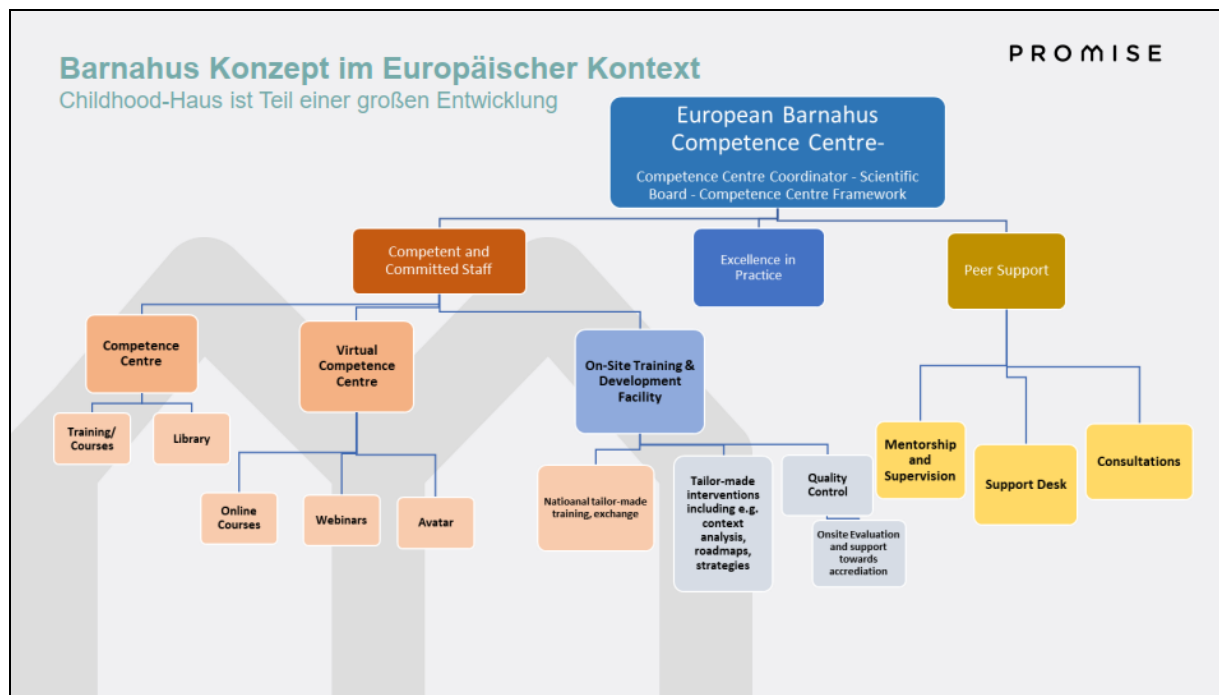 Barnahus Konzept im Europäischer Kontext
Childhood-Haus ist Teil einer großen Entwicklung
PROMISE
European Barnahus
Competence Centre-
Competence Centre Coordinator - Scientific
Board - Competence Centre Framework
Competent and
Committed Staff
Excellence in
Practice
Peer Support
Competence
Centre
Virtual
Competence
Centre
On-Site Training &
Development
Facility
Training/
Courses
Library
Online
Courses
Webinars
Avatar
Natioanal tailor-made
training, exchange
Tailor-made
interventions
including e.g.
context
analysis,
roadmaps,
strategies
Quality
Control
Onsite Evaluation
and support
towards
accrediation
Mentorship
and
Supervision
Support Desk
Consultations